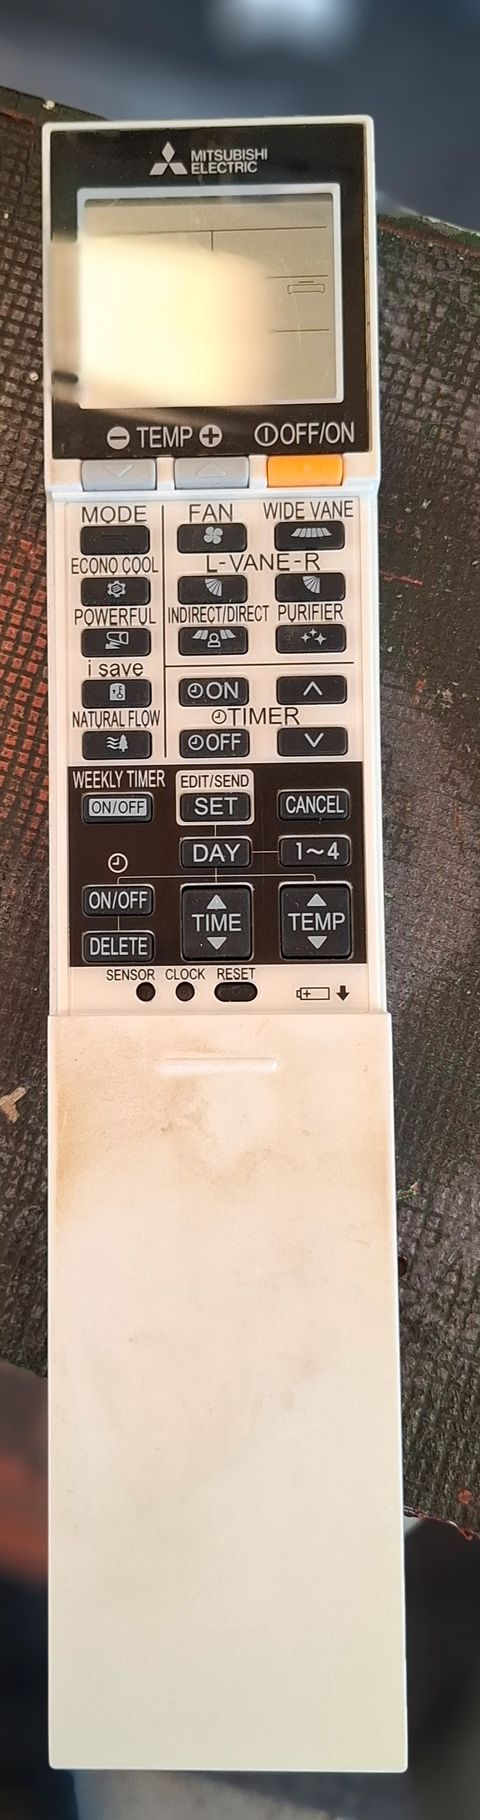 MITSUBISHI
ELECTRIC
TEMP OFF/ON
MODE FAN WIDE VANE
ECONO COOL L-VANE-R
POWERFUL INDIRECT/DIRECT PURIFIER
i save ON
NATURAL FLOW TIMER
OFF
WEEKLY TIMER EDIT/SEND
ON/OFF SET CANCEL
DAY 1~4
ON/OFF TIME TEMP
DELETE
SENSOR CLOCK RESET